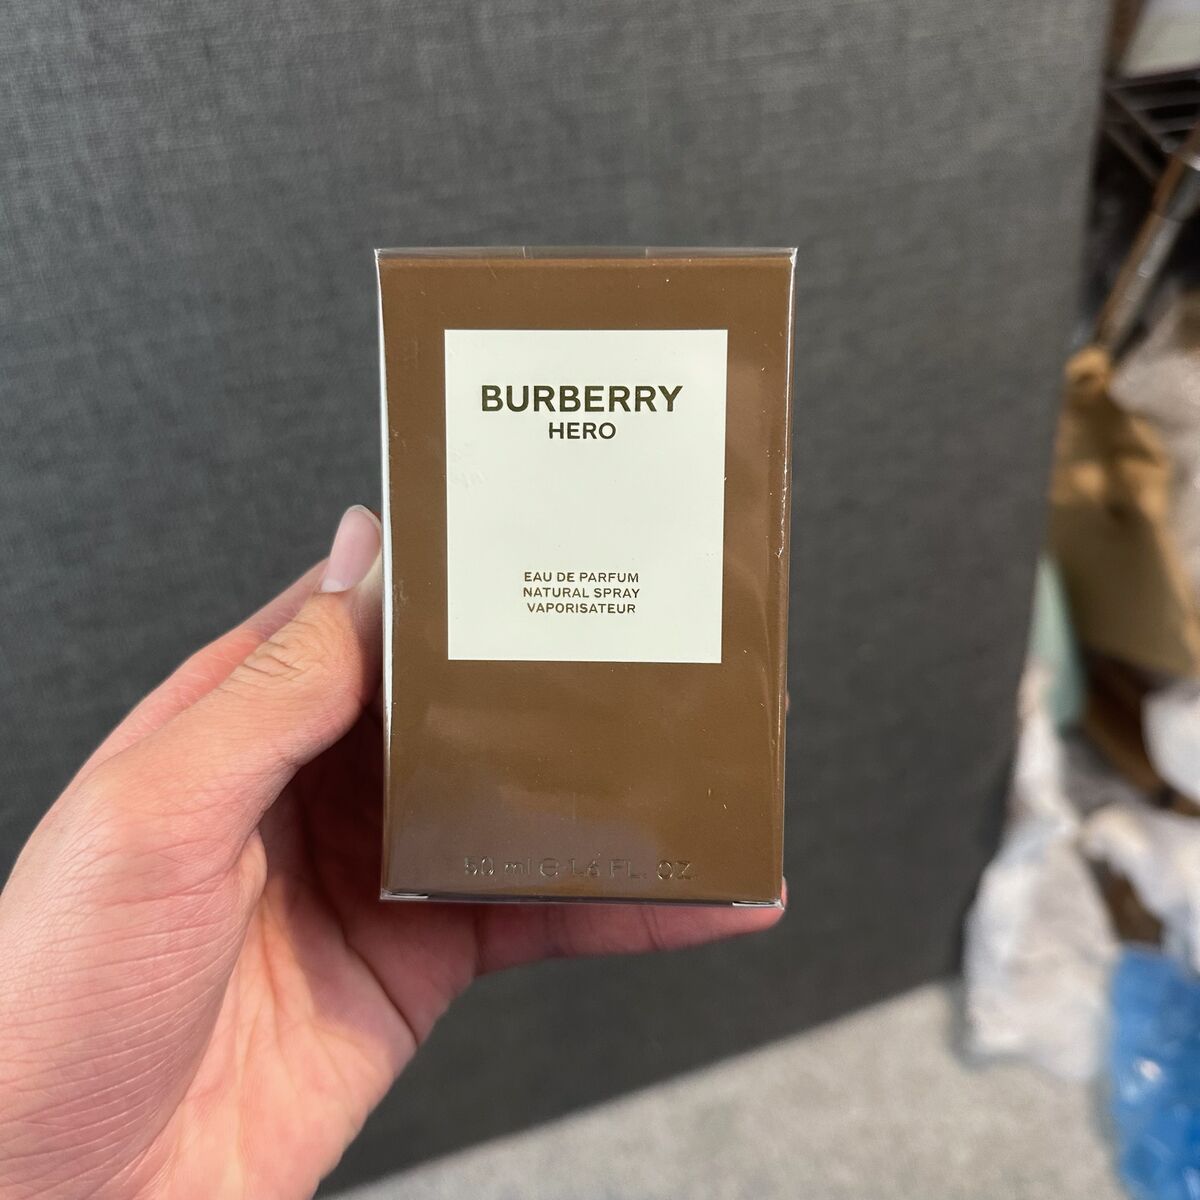 BURBERRY
HERO
EAU DE PARFUM
NATURAL SPRAY
VAPORISATEUR
50 ml ℮ 1.6 FL. OZ.